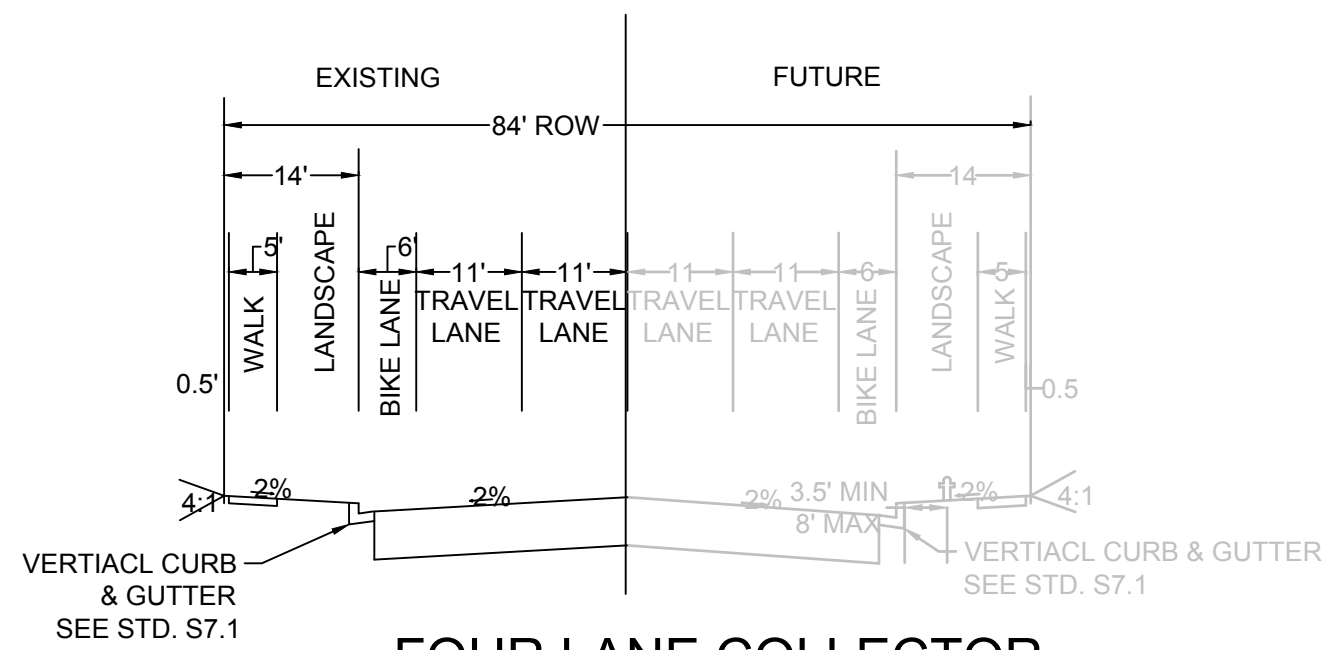 EXISTING
FUTURE
84' ROW
14'
14
5'
6'
11'
11'
11
11
6
5
WALK
LANDSCAPE
BIKE LANE
TRAVEL
LANE
TRAVEL
LANE
TRAVEL
LANE
TRAVEL
LANE
BIKE LANE
LANDSCAPE
WALK
0.5'
0.5
4:1
2%
2%
2%
3.5' MIN
8' MAX
2%
4:1
VERTIACL CURB
& GUTTER
SEE STD. S7.1
VERTIACL CURB & GUTTER
SEE STD. S7.1
FOUR LANE COLLECTOR